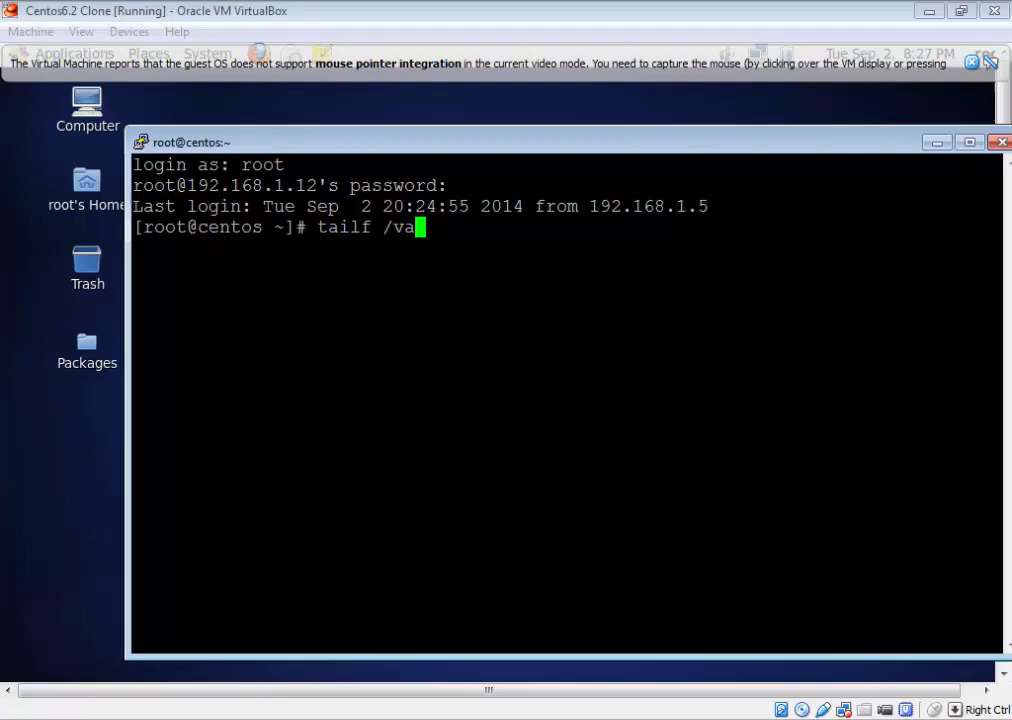 Centos6.2 Clone [Running] - Oracle VM VirtualBox
Machine View Devices Help
Applications Places System Tue Sep 2, 8:27 PM
The Virtual Machine reports that the guest OS does not support mouse pointer integration in the current video mode. You need to capture the mouse (by clicking over the VM display or pressing
Computer
root's Home
Trash
Packages
root@centos:~
login as: root
root@192.168.1.12's password:
Last login: Tue Sep  2 20:24:55 2014 from 192.168.1.5
[root@centos ~]# tailf /va
Right Ctrl